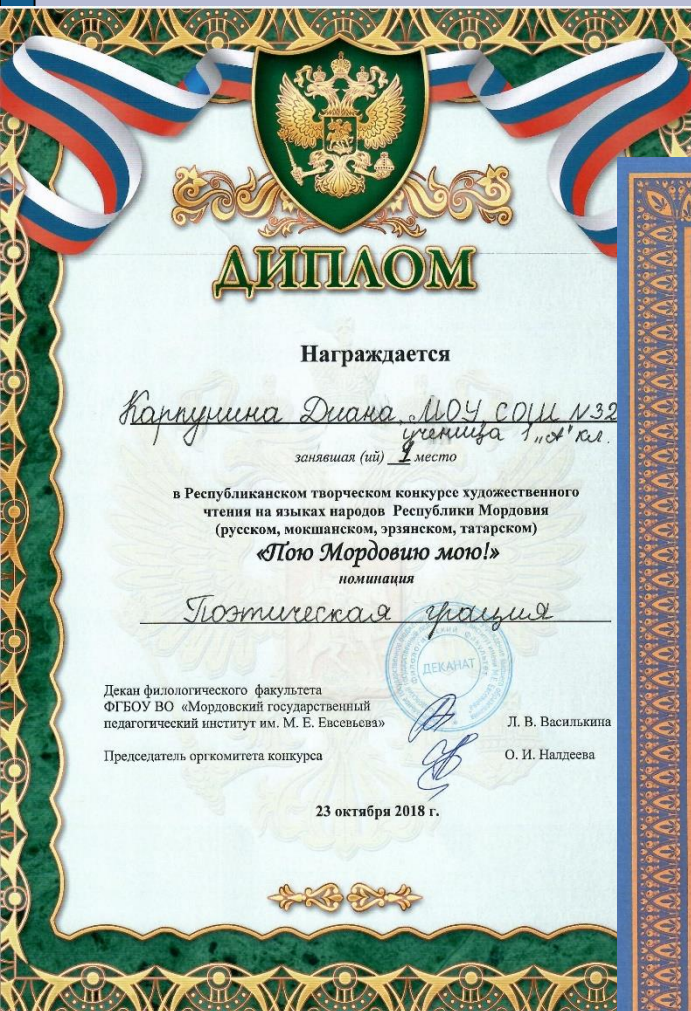 ДИПЛОМ
Награждается
Карпунина Диана, МОУ СОШ №32
ученица 1 „А" кл.
занявшая (ий) 1 место
в Республиканском творческом конкурсе художественного
чтения на языках народов Республики Мордовия
(русском, мокшанском, эрзянском, татарском)
«Пою Мордовию мою!»
номинация
Поэтическая грация
ДЕКАНАТ
Декан филологического факультета
ФГБОУ ВО «Мордовский государственный
педагогический институт им. М. Е. Евсевьева» Л. В. Василькина
Председатель оргкомитета конкурса О. И. Налдеева
23 октября 2018 г.